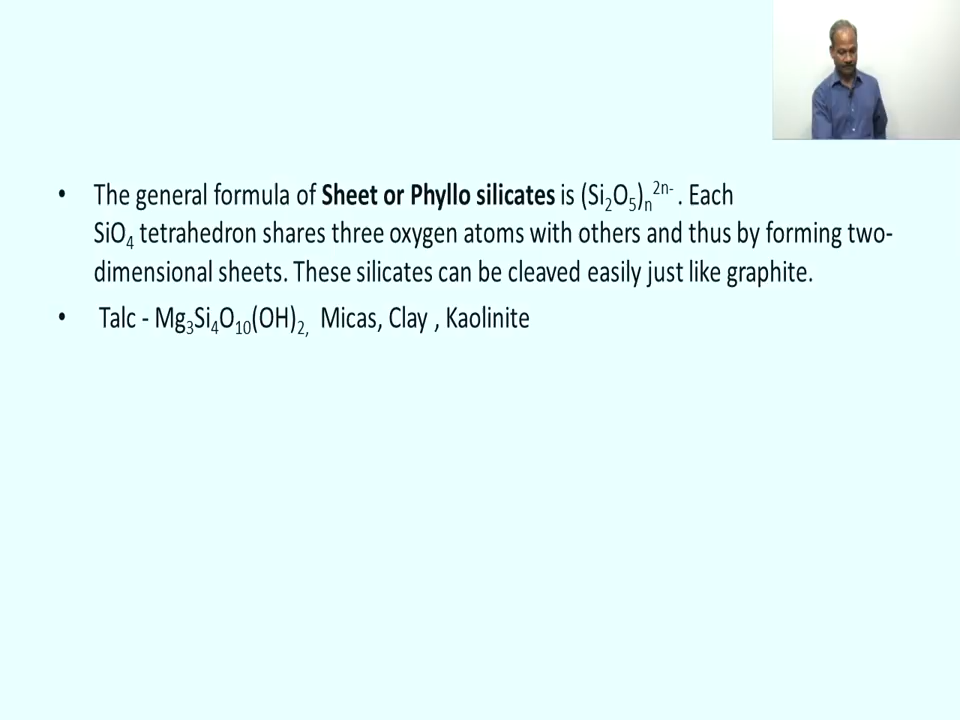 • The general formula of Sheet or Phyllo silicates is (Si₂O₅)ₙ²ⁿ⁻ . Each
SiO₄ tetrahedron shares three oxygen atoms with others and thus by forming two-
dimensional sheets. These silicates can be cleaved easily just like graphite.
• Talc - Mg₃Si₄O₁₀(OH)₂, Micas, Clay , Kaolinite